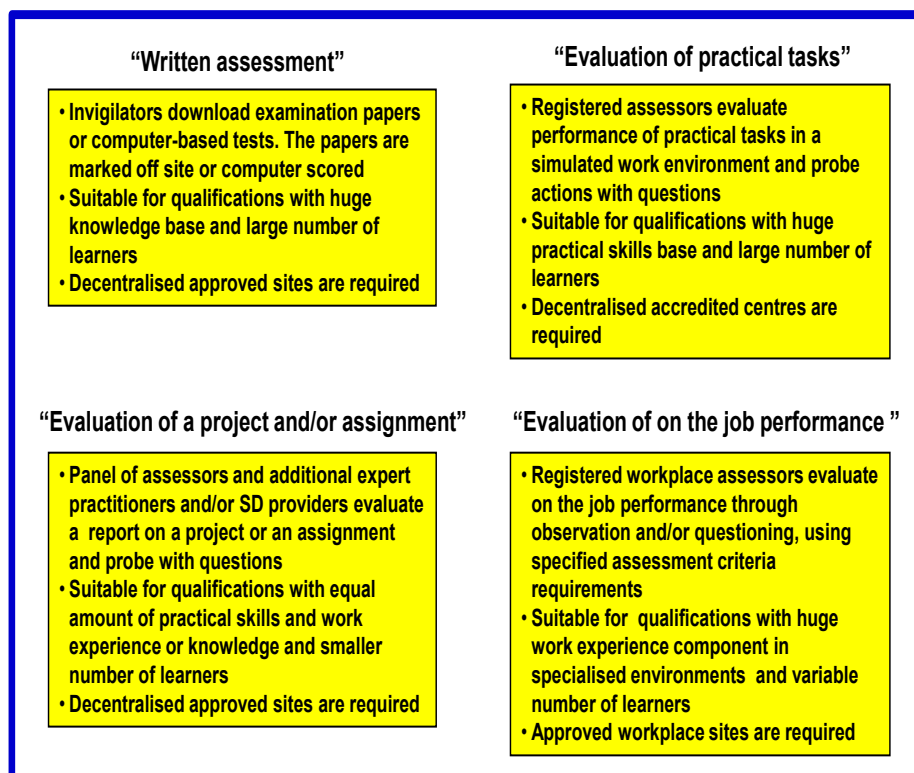 “Written assessment”
• Invigilators download examination papers
or computer-based tests. The papers are
marked off site or computer scored
• Suitable for qualifications with huge
knowledge base and large number of
learners
• Decentralised approved sites are required
“Evaluation of practical tasks”
• Registered assessors evaluate
performance of practical tasks in a
simulated work environment and probe
actions with questions
• Suitable for qualifications with huge
practical skills base and large number of
learners
• Decentralised accredited centres are
required
“Evaluation of a project and/or assignment”
• Panel of assessors and additional expert
practitioners and/or SD providers evaluate
a report on a project or an assignment
and probe with questions
• Suitable for qualifications with equal
amount of practical skills and work
experience or knowledge and smaller
number of learners
• Decentralised approved sites are required
“Evaluation of on the job performance ”
• Registered workplace assessors evaluate
on the job performance through
observation and/or questioning, using
specified assessment criteria
requirements
• Suitable for qualifications with huge
work experience component in
specialised environments and variable
number of learners
• Approved workplace sites are required